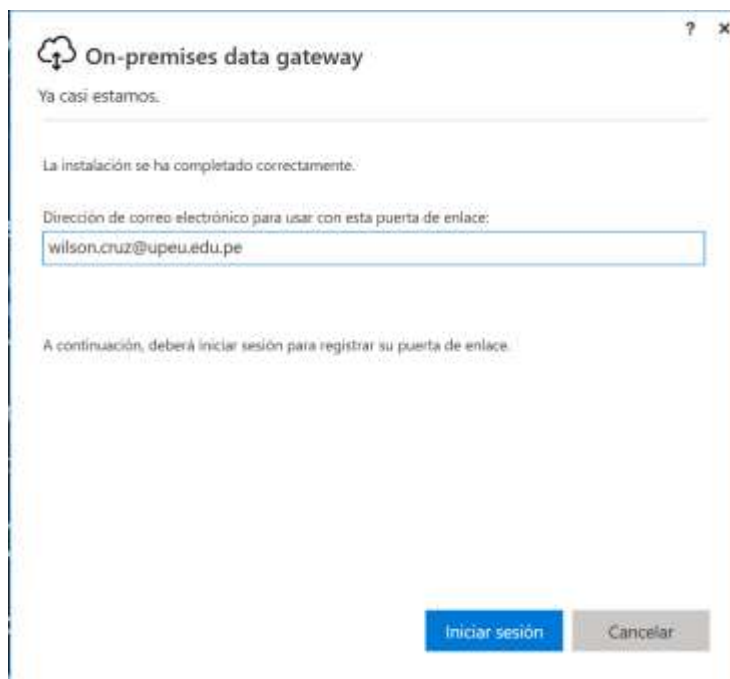 ? ×
On-premises data gateway
Ya casi estamos.
La instalación se ha completado correctamente.
Dirección de correo electrónico para usar con esta puerta de enlace:
wilson.cruz@upeu.edu.pe
A continuación, deberá iniciar sesión para registrar su puerta de enlace.
Iniciar sesión Cancelar